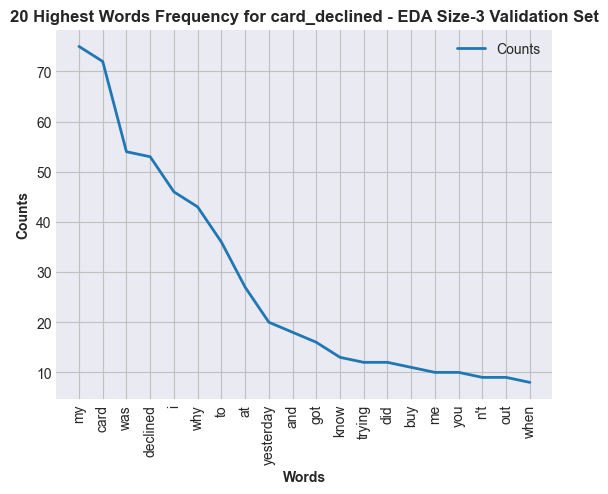 20 Highest Words Frequency for card_declined - EDA Size-3 Validation Set
Counts
70
60
50
40
30
20
10
Counts
my
card
was
declined
i
why
to
at
yesterday
and
got
know
trying
did
buy
me
you
n't
out
when
Words